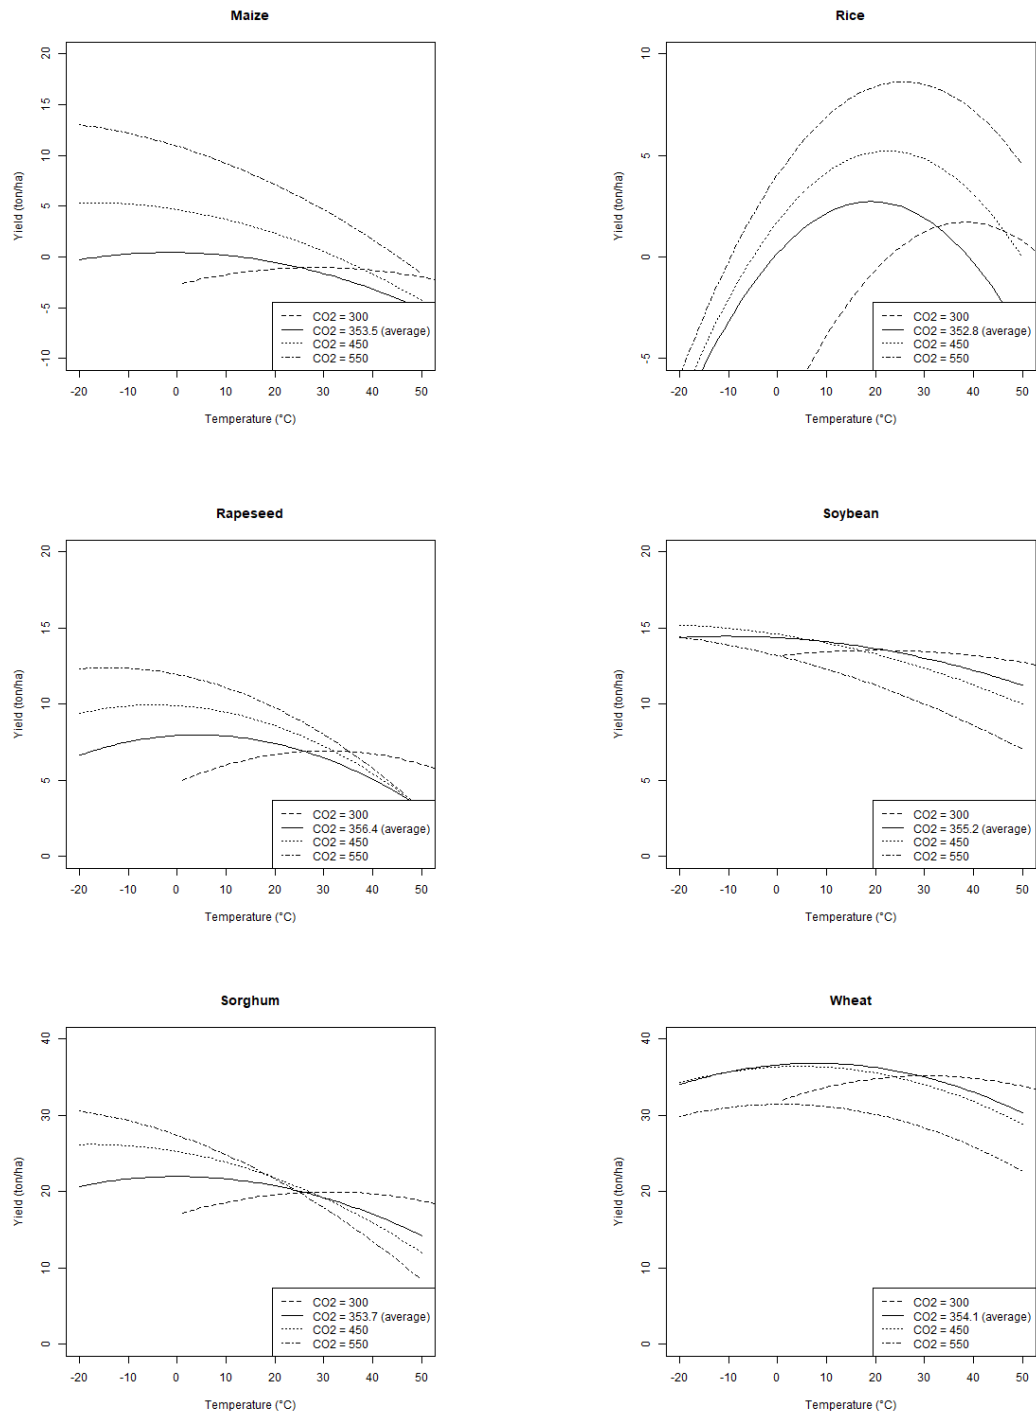 Maize
Yield (ton/ha)
20
15
10
5
0
-5
-10
CO2 = 300
CO2 = 353.5 (average)
CO2 = 450
CO2 = 550
-20 -10 0 10 20 30 40 50
Temperature (°C)
Rice
Yield (ton/ha)
10
5
0
-5
CO2 = 300
CO2 = 352.8 (average)
CO2 = 450
CO2 = 550
-20 -10 0 10 20 30 40 50
Temperature (°C)
Rapeseed
Yield (ton/ha)
20
15
10
5
0
CO2 = 300
CO2 = 356.4 (average)
CO2 = 450
CO2 = 550
-20 -10 0 10 20 30 40 50
Temperature (°C)
Soybean
Yield (ton/ha)
20
15
10
5
0
CO2 = 300
CO2 = 355.2 (average)
CO2 = 450
CO2 = 550
-20 -10 0 10 20 30 40 50
Temperature (°C)
Sorghum
Yield (ton/ha)
40
30
20
10
0
CO2 = 300
CO2 = 353.7 (average)
CO2 = 450
CO2 = 550
-20 -10 0 10 20 30 40 50
Temperature (°C)
Wheat
Yield (ton/ha)
40
30
20
10
0
CO2 = 300
CO2 = 354.1 (average)
CO2 = 450
CO2 = 550
-20 -10 0 10 20 30 40 50
Temperature (°C)